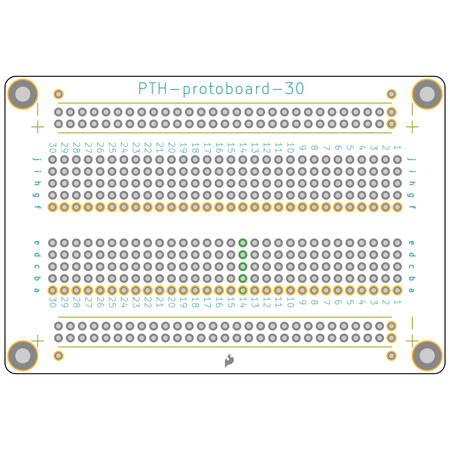 PTH-protoboard-30
+ +
30 29 28 27 26 25 24 23 22 21 20 19 18 17 16 15 14 13 12 11 10 9 8 7 6 5 4 3 2 1
j j
i i
h h
g g
f f
e e
d d
c c
b b
a a
30 29 28 27 26 25 24 23 22 21 20 19 18 17 16 15 14 13 12 11 10 9 8 7 6 5 4 3 2 1
+ +